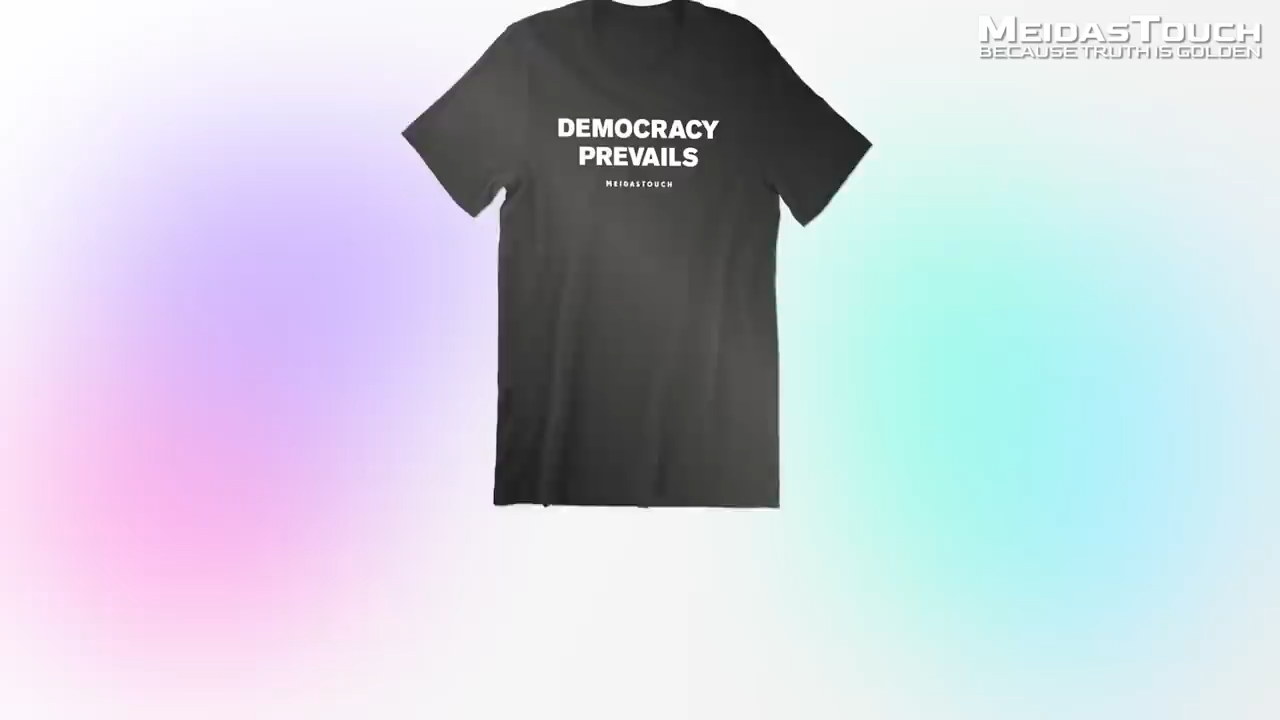 MEIDASTOUCH
BECAUSE TRUTH IS GOLDEN
DEMOCRACY
PREVAILS
MEIDASTOUCH